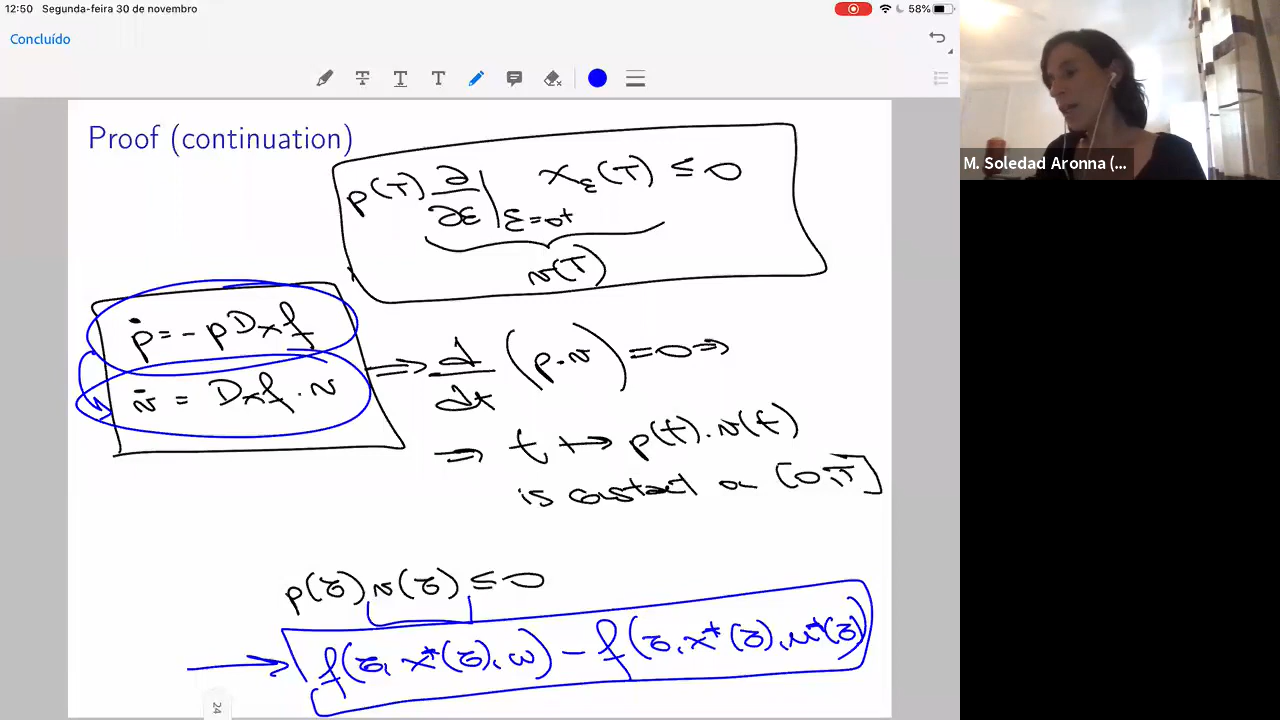 12:50 Segunda-feira 30 de novembro
58%
Concluído
T T T
Proof (continuation)
p(T) ∂/∂ε |ε=0⁺ xε(T) ≤ 0
v(T)
ṗ = - p Dₓf
v̇ = Dₓf · v
⇒ d/dt (p·v) = 0 ⇒
⇒ t ↦ p(t)·v(t)
is constant on [0,T]
p(τ) v(τ) ≤ 0
→ f(τ, x*(τ), ω) - f(τ, x*(τ), u*(τ))
24
M. Soledad Aronna (...